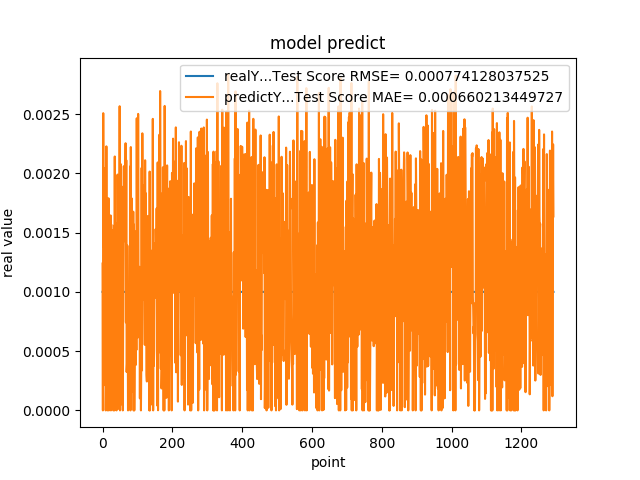 model predict
realY...Test Score RMSE= 0.000774128037525
predictY...Test Score MAE= 0.000660213449727
0.0025
0.0020
0.0015
0.0010
0.0005
0.0000
real value
0 200 400 600 800 1000 1200
point